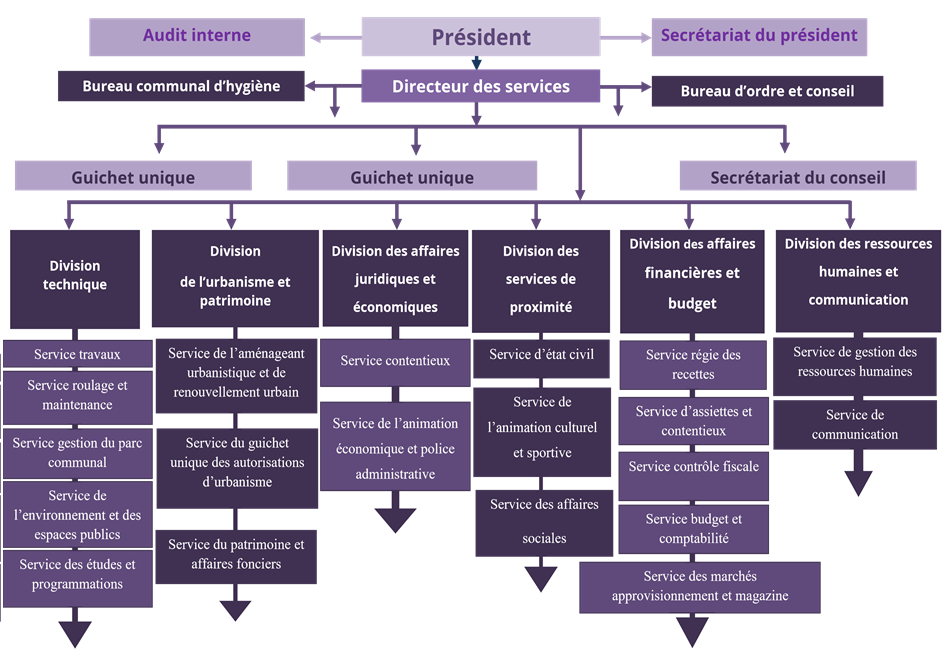 Audit interne
Président
Secrétariat du président
Bureau communal d’hygiène
Directeur des services
Bureau d’ordre et conseil
Guichet unique
Guichet unique
Secrétariat du conseil
Division
technique
Service travaux
Service roulage et
maintenance
Service gestion du parc
communal
Service de
l’environnement et des
espaces publics
Service des études et
programmations
Division
de l’urbanisme et
patrimoine
Service de l’aménageant
urbanistique et de
renouvellement urbain
Service du guichet
unique des autorisations
d’urbanisme
Service du patrimoine et
affaires fonciers
Division des affaires
juridiques et
économiques
Service contentieux
Service de l’animation
économique et police
administrative
Division des
services de
proximité
Service d’état civil
Service de
l’animation culturel
et sportive
Service des affaires
sociales
Division des affaires
financières et
budget
Service régie des
recettes
Service d’assiettes et
contentieux
Service contrôle fiscale
Service budget et
comptabilité
Service des marchés
approvisionnement et magazine
Division des ressources
humaines et
communication
Service de gestion des
ressources humaines
Service de
communication